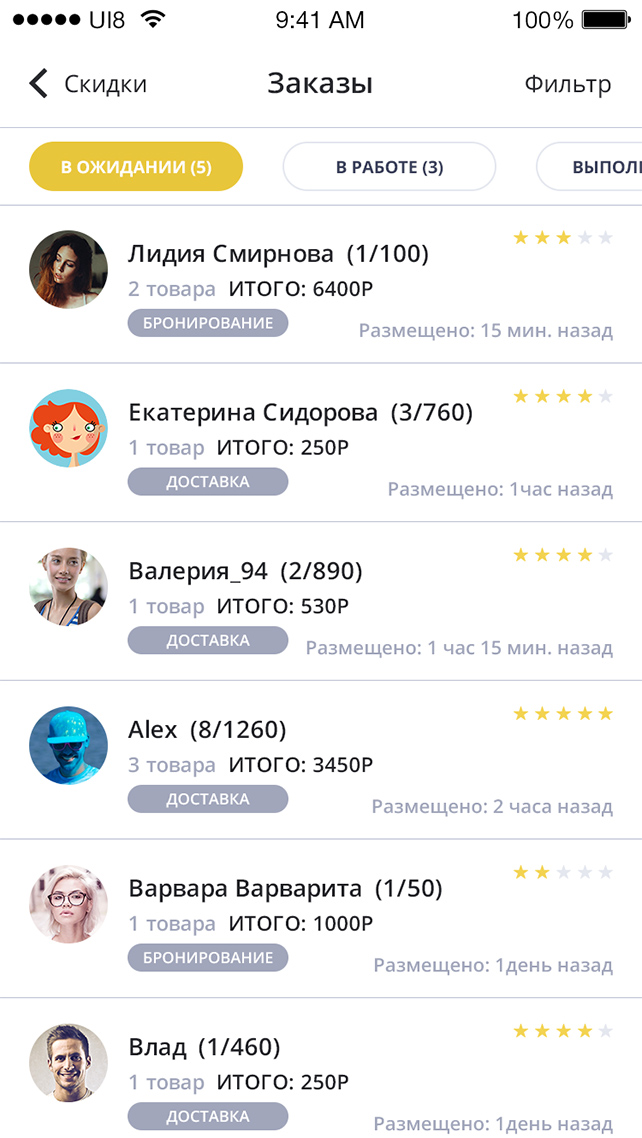 UI8 9:41 AM 100%
Скидки Заказы Фильтр
В ОЖИДАНИИ (5) В РАБОТЕ (3) ВЫПОЛ
Лидия Смирнова (1/100)
2 товара ИТОГО: 6400Р
БРОНИРОВАНИЕ Размещено: 15 мин. назад
Екатерина Сидорова (3/760)
1 товар ИТОГО: 250Р
ДОСТАВКА Размещено: 1час назад
Валерия_94 (2/890)
1 товар ИТОГО: 530Р
ДОСТАВКА Размещено: 1 час 15 мин. назад
Alex (8/1260)
3 товара ИТОГО: 3450Р
ДОСТАВКА Размещено: 2 часа назад
Варвара Варварита (1/50)
1 товара ИТОГО: 1000Р
БРОНИРОВАНИЕ Размещено: 1день назад
Влад (1/460)
1 товара ИТОГО: 250Р
ДОСТАВКА Размещено: 1день назад